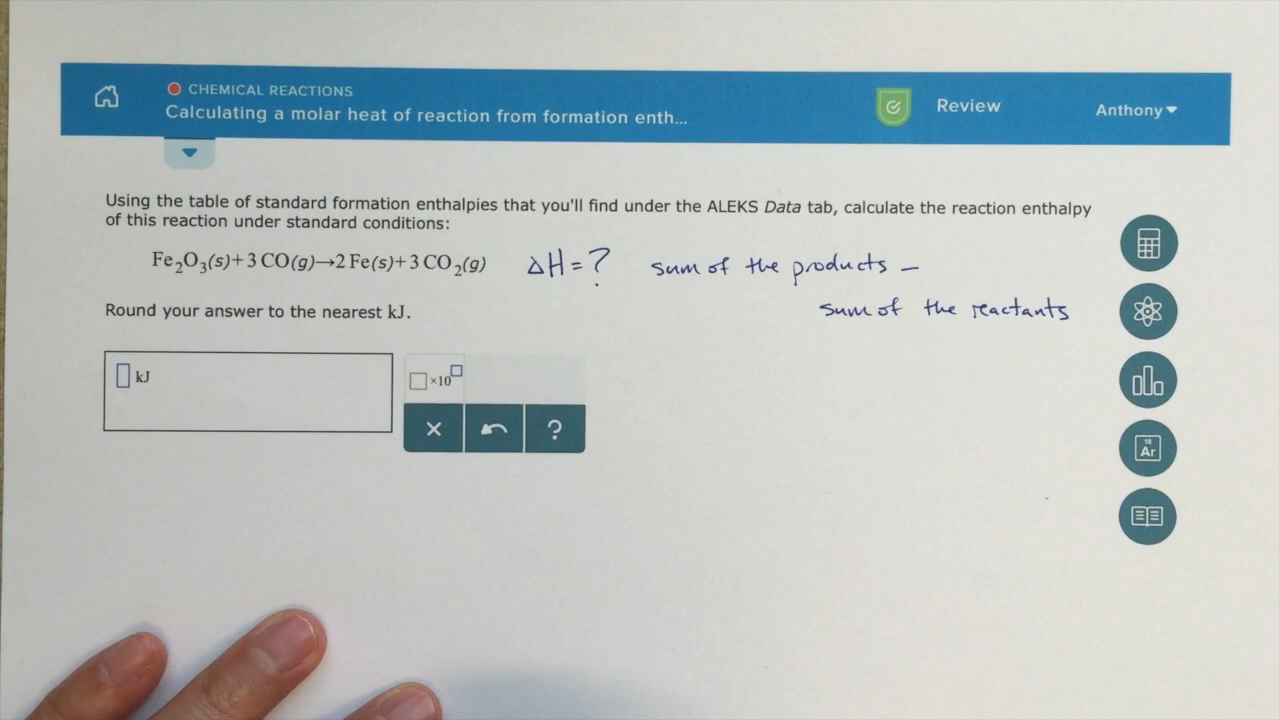 CHEMICAL REACTIONS
Calculating a molar heat of reaction from formation enth...
Review
Anthony
Using the table of standard formation enthalpies that you'll find under the ALEKS Data tab, calculate the reaction enthalpy
of this reaction under standard conditions:
Fe₂O₃(s)+3 CO(g)→2 Fe(s)+3 CO₂(g) ΔH=? sum of the products −
sum of the reactants
Round your answer to the nearest kJ.
kJ
×10
×
?
18
Ar